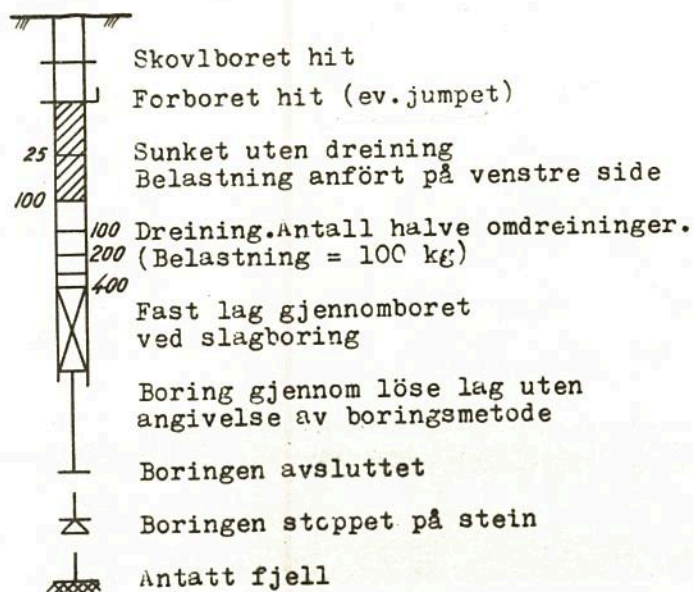 Skovlboret hit
Forboret hit (ev.jumpet)
25 Sunket uten dreining
Belastning anfört på venstre side
100
100 Dreining.Antall halve omdreininger.
200 (Belastning = 100 kg)
400
Fast lag gjennomboret
ved slagboring
Boring gjennom löse lag uten
angivelse av boringsmetode
Boringen avsluttet
Boringen stoppet på stein
Antatt fjell